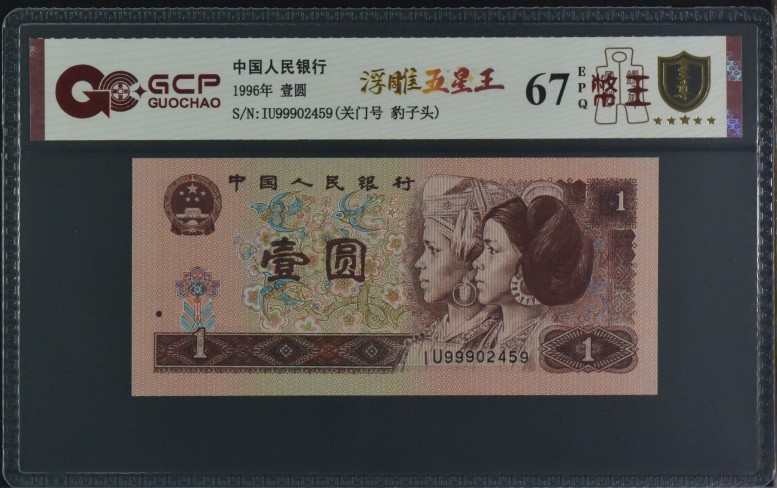 GCP
GUOCHAO
中国人民银行
1996年 壹圆
S/N:IU99902459(关门号 豹子头)
浮雕五星王
67
EPQ
中国人民银行
1
壹圆
1
IU99902459
1